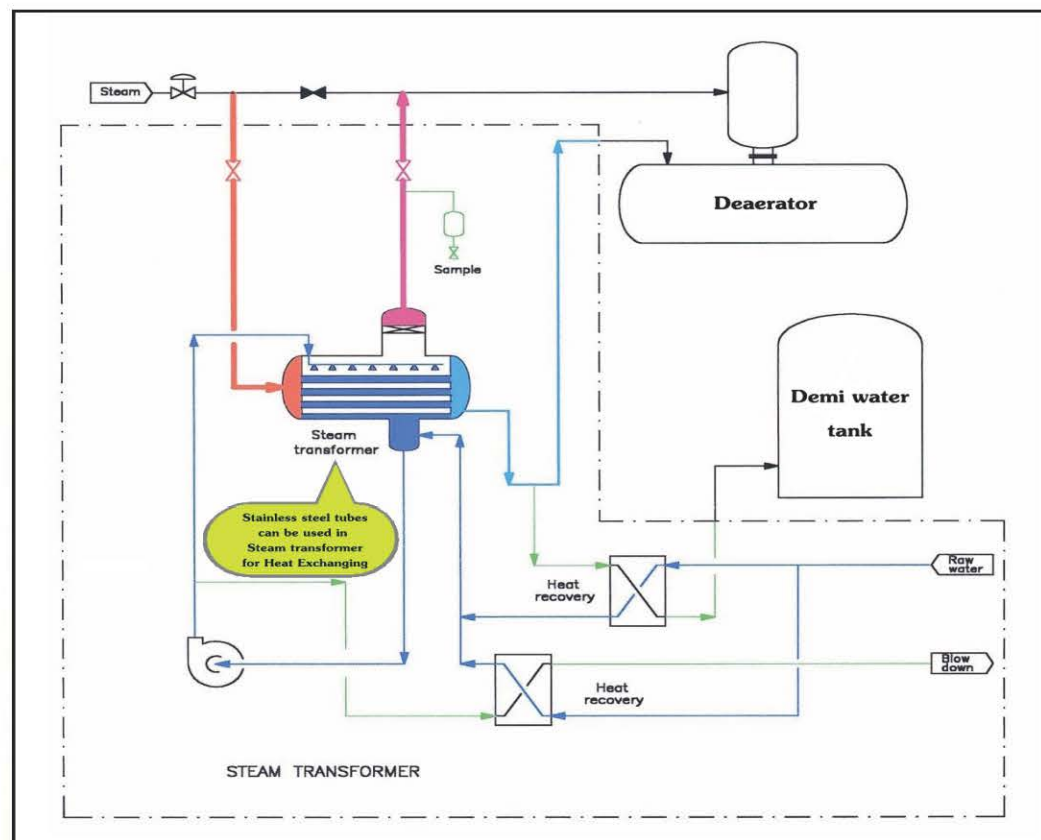 Steam
Deaerator
Sample
Demi water
tank
Steam
transformer
Stainless steel tubes
can be used in
Steam transformer
for Heat Exchanging
Heat
recovery
Raw
water
Heat
recovery
Blow
down
STEAM TRANSFORMER